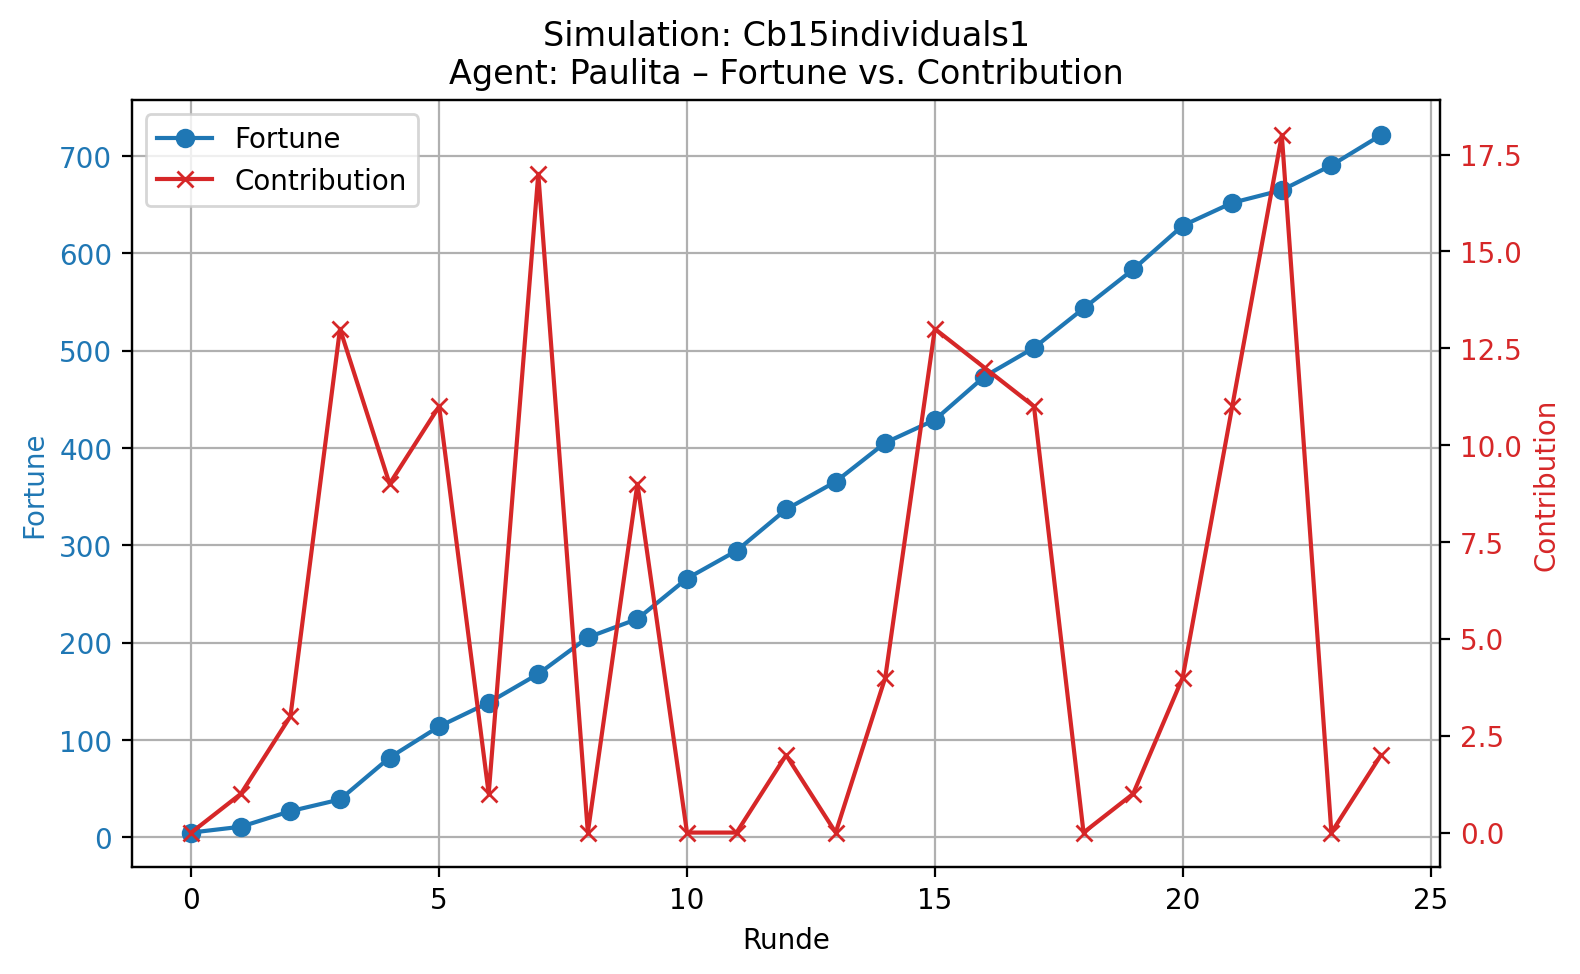 Simulation: Cb15individuals1
Agent: Paulita – Fortune vs. Contribution
Fortune
Contribution
700
600
500
400
300
200
100
0
Fortune
17.5
15.0
12.5
10.0
7.5
5.0
2.5
0.0
Contribution
0 5 10 15 20 25
Runde